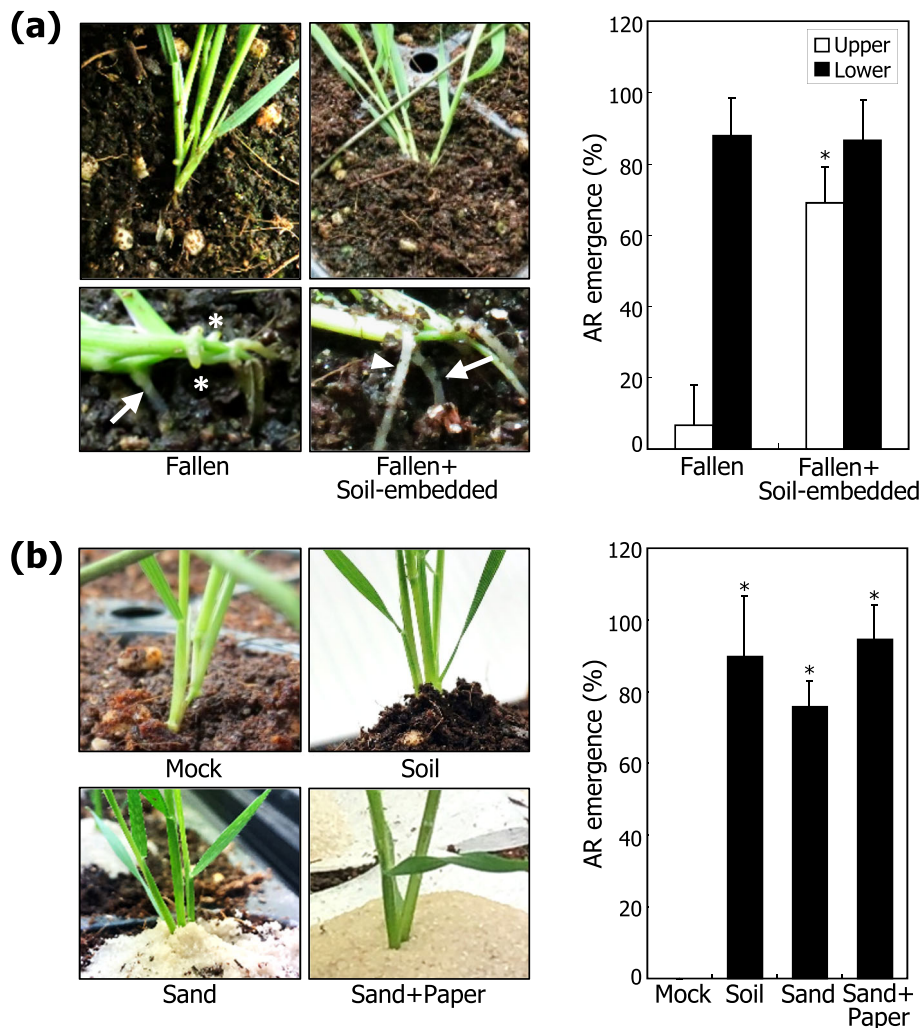 (a)
*
*
Fallen
Fallen+
Soil-embedded
AR emergence (%)
120
100
80
60
40
20
0
Upper
Lower
*
Fallen
Fallen+
Soil-embedded
(b)
Mock
Soil
Sand
Sand+Paper
AR emergence (%)
120
100
80
60
40
20
0
*
*
*
Mock
Soil
Sand
Sand+
Paper